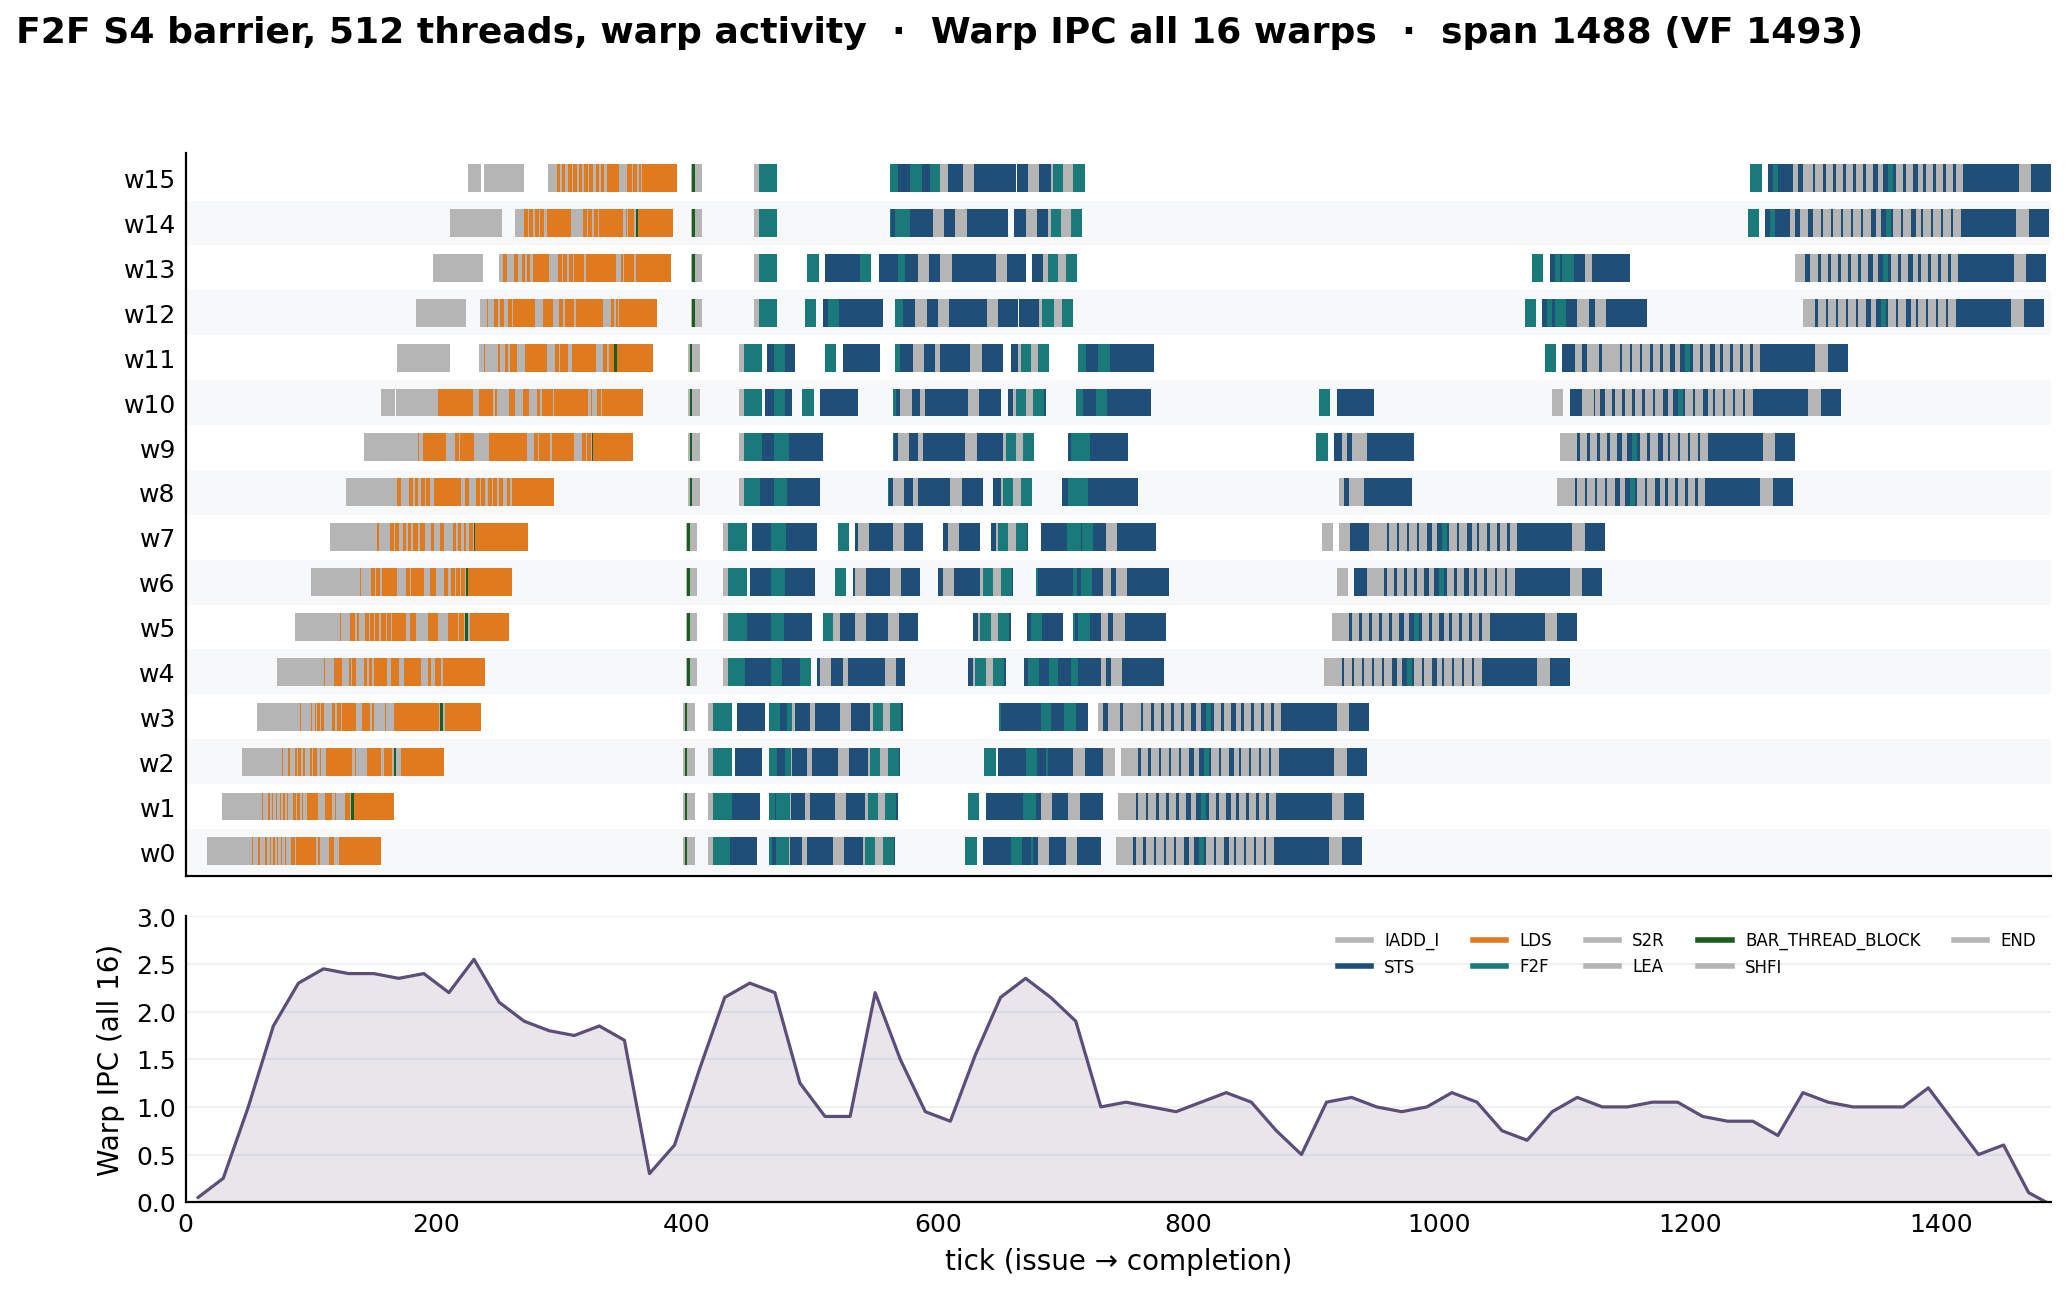 F2F S4 barrier, 512 threads, warp activity · Warp IPC all 16 warps · span 1488 (VF 1493)
w15
w14
w13
w12
w11
w10
w9
w8
w7
w6
w5
w4
w3
w2
w1
w0
Warp IPC (all 16)
3.0
2.5
2.0
1.5
1.0
0.5
0.0
IADD_I LDS S2R BAR_THREAD_BLOCK END
STS F2F LEA SHFI
0 200 400 600 800 1000 1200 1400
tick (issue → completion)